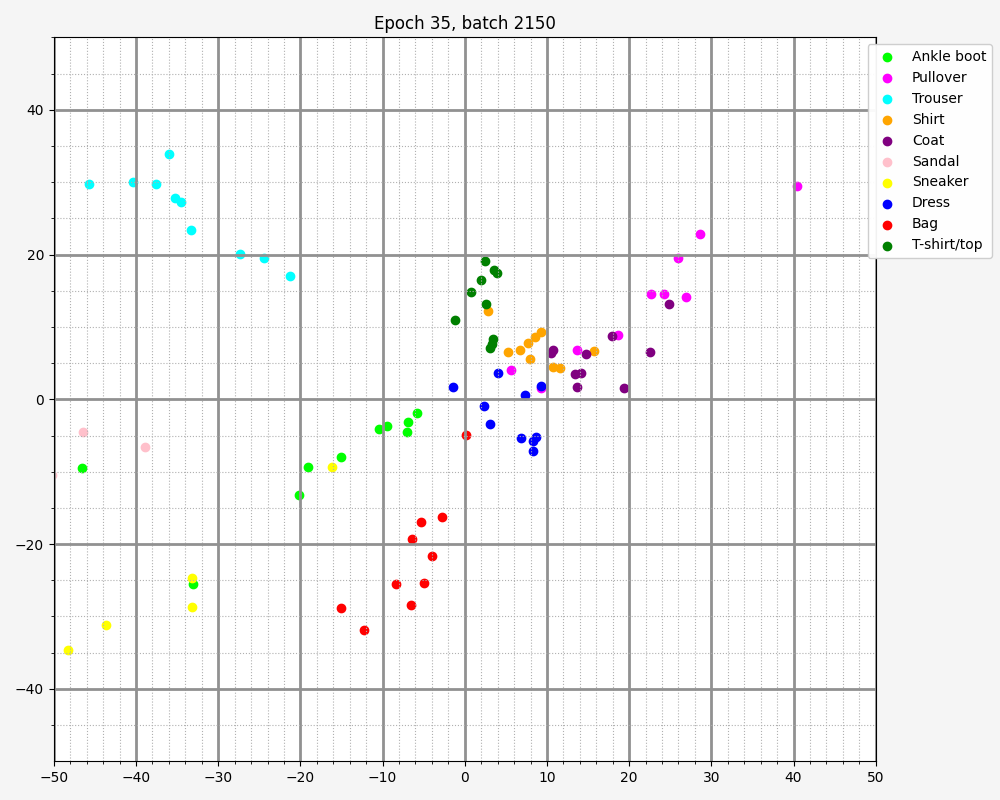 Epoch 35, batch 2150
Ankle boot
Pullover
Trouser
Shirt
Coat
Sandal
Sneaker
Dress
Bag
T-shirt/top
40
20
0
−20
−40
−50 −40 −30 −20 −10 0 10 20 30 40 50